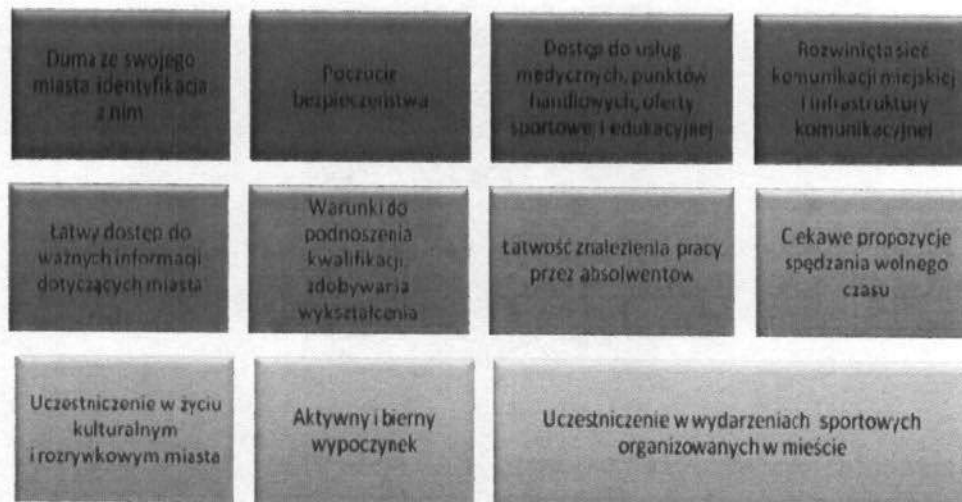 Duma ze swojego
miasta identyfikacja
z nim
Poczucie
bezpieczeństwa
Dostęp do usług
medycznych, punktów
handlowych, oferty
sportowej i edukacyjnej
Rozwinięta sieć
komunikacji miejskiej
i infrastruktury
komunikacyjnej
Łatwy dostęp do
ważnych informacji
dotyczących miasta
Warunki do
podnoszenia
kwalifikacji,
zdobywania
wykształcenia
Łatwość znalezienia pracy
przez absolwentów
Ciekawe propozycje
spędzania wolnego
czasu
Uczestniczenie w życiu
kulturalnym
i rozrywkowym miasta
Aktywny i bierny
wypoczynek
Uczestniczenie w wydarzeniach sportowych
organizowanych w mieście